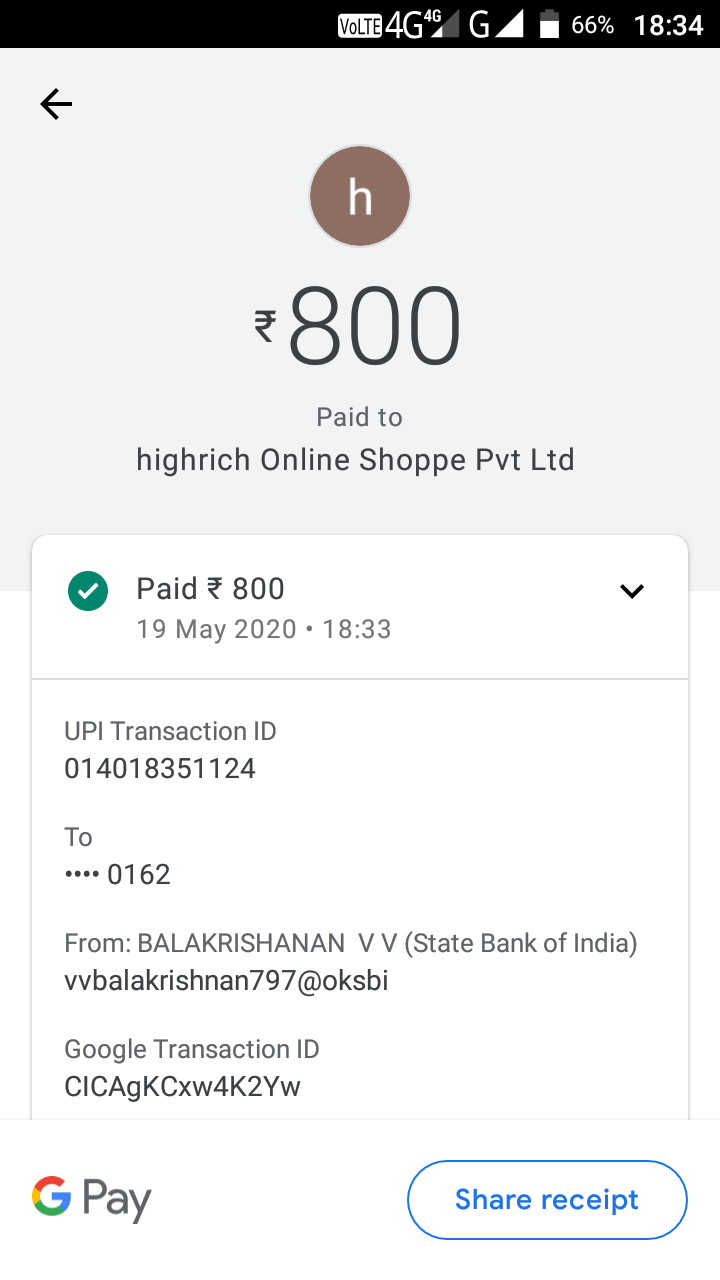 VoLTE 4G 4G G 66% 18:34
h
₹800
Paid to
highrich Online Shoppe Pvt Ltd
Paid ₹ 800
19 May 2020 • 18:33
UPI Transaction ID
014018351124
To
•••• 0162
From: BALAKRISHANAN  V V (State Bank of India)
vvbalakrishnan797@oksbi
Google Transaction ID
CICAgKCxw4K2Yw
G Pay
Share receipt